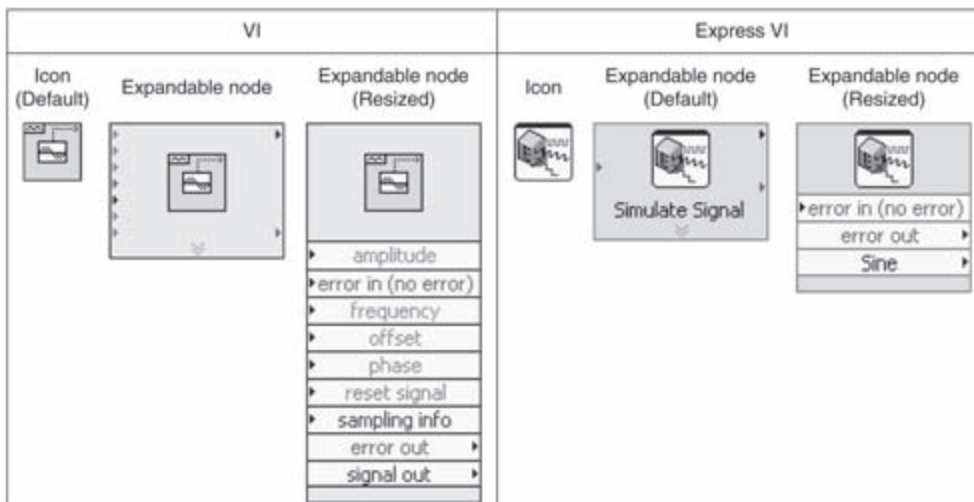 VI
Express VI
Icon
(Default)
Expandable node
Expandable node
(Resized)
Icon
Expandable node
(Default)
Expandable node
(Resized)
Simulate Signal
amplitude
error in (no error)
frequency
offset
phase
reset signal
sampling info
error out
signal out
error in (no error)
error out
Sine